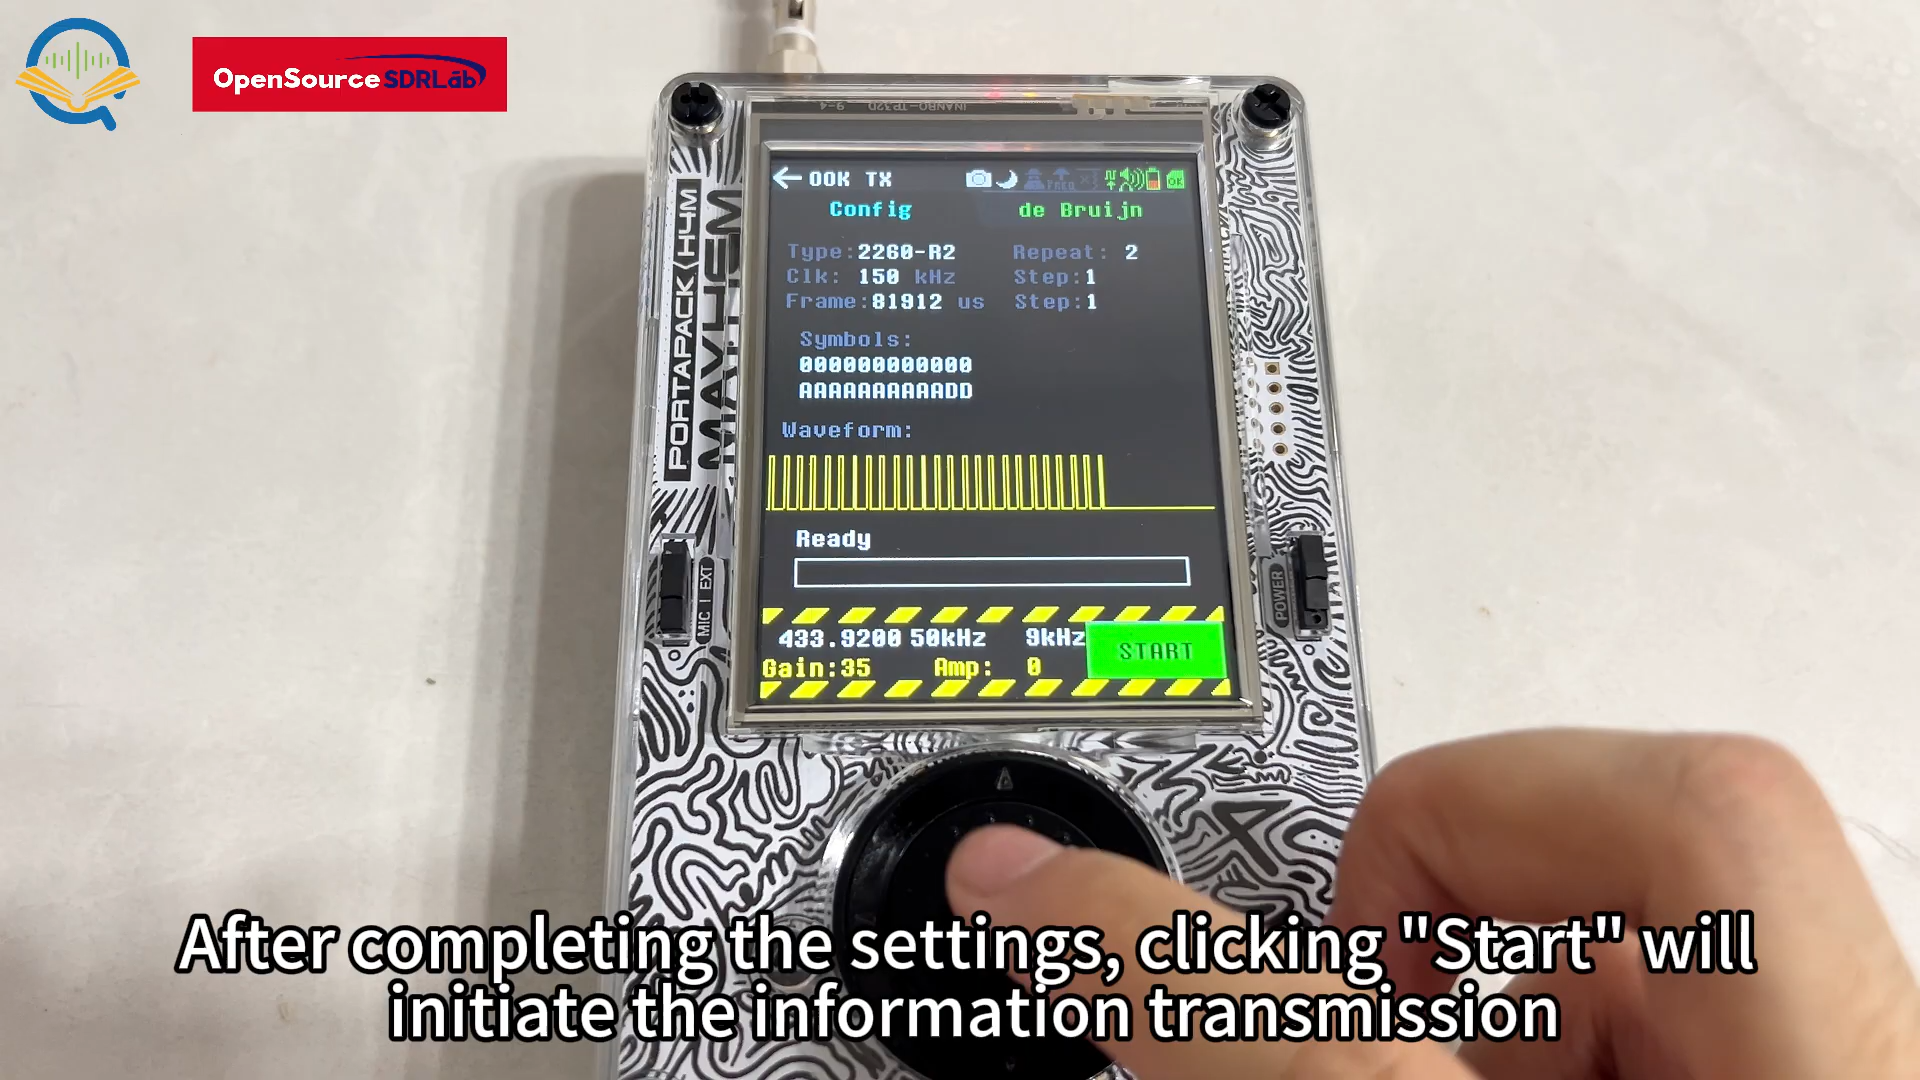 OpenSourceSDRLab
OOK TX
Config de Bruijn
Type:2260-R2 Repeat: 2
Clk: 150 kHz Step:1
Frame:81912 us Step:1
Symbols:
000000000000
AAAAAAAAAADD
Waveform:
Ready
433.9200 50kHz 9kHz START
Gain:35 Amp: 0
PORTAPACK H4M
MAYHEM
MIC | EXT
POWER
After completing the settings, clicking "Start" will
initiate the information transmission